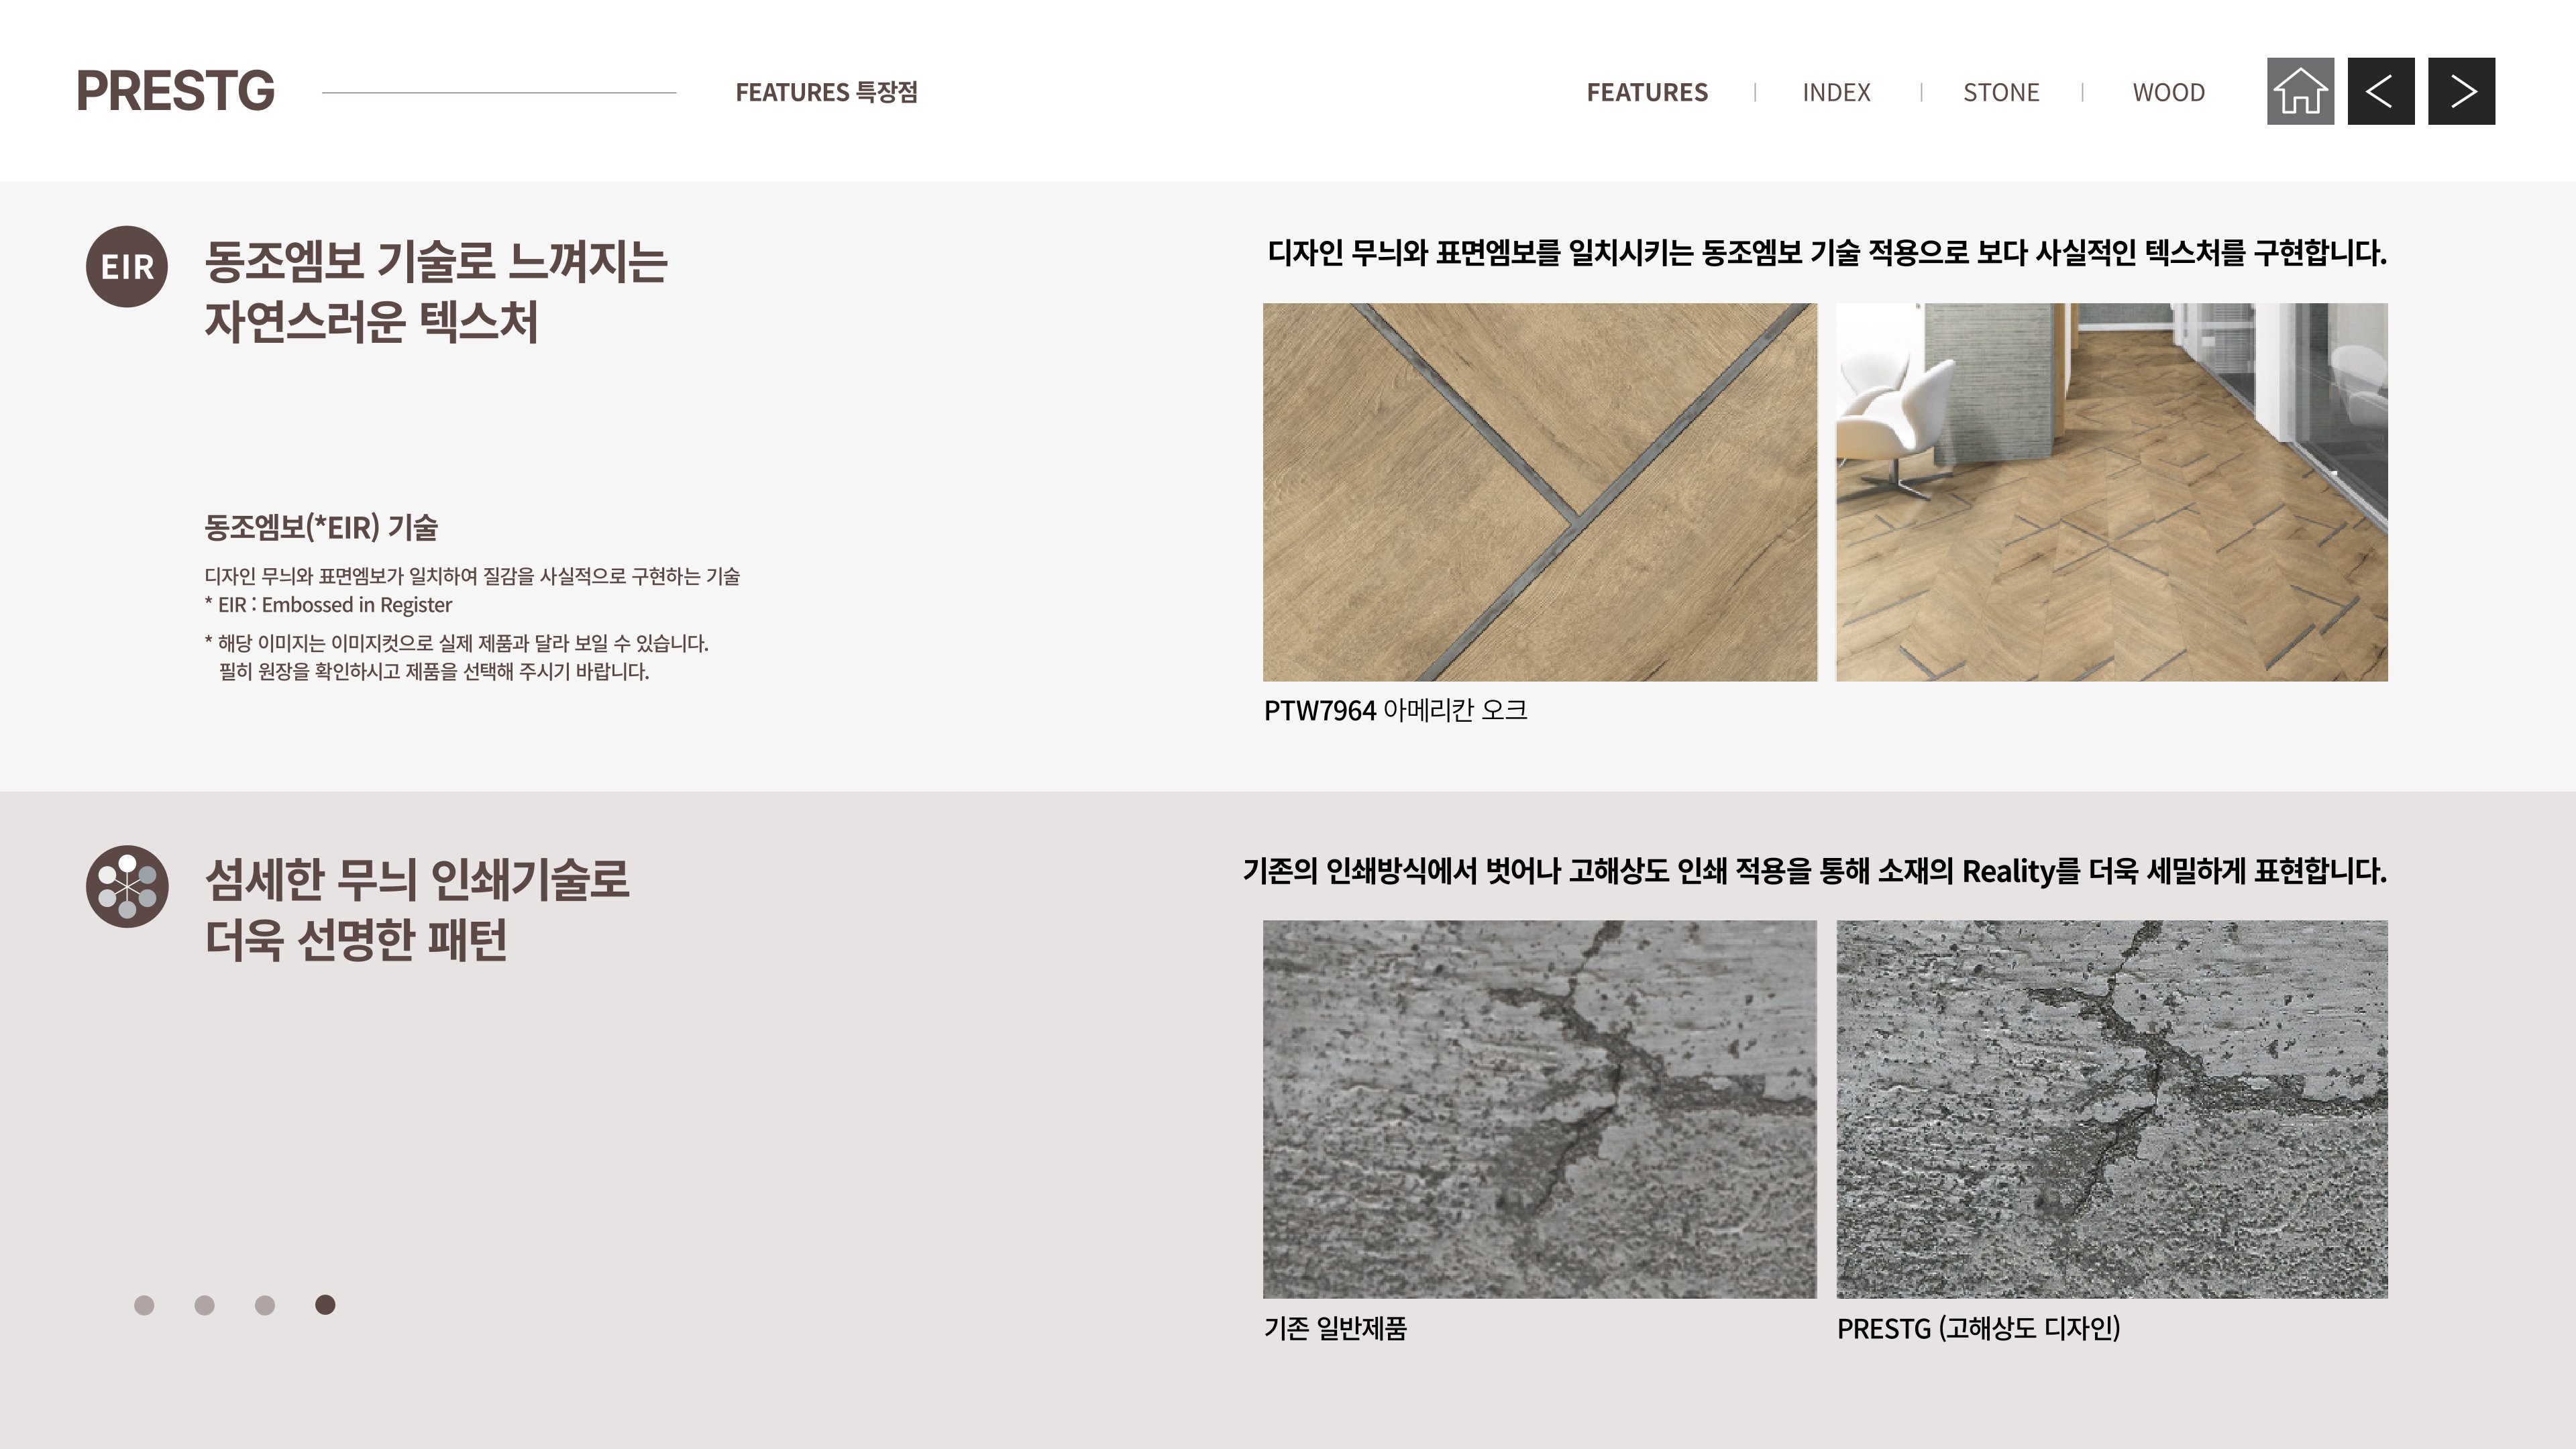 PRESTG
FEATURES 특장점
FEATURES
INDEX
STONE
WOOD
EIR
동조엠보 기술로 느껴지는
자연스러운 텍스처
동조엠보(*EIR) 기술
디자인 무늬와 표면엠보가 일치하여 질감을 사실적으로 구현하는 기술
* EIR : Embossed in Register
* 해당 이미지는 이미지컷으로 실제 제품과 달라 보일 수 있습니다.
필히 원장을 확인하시고 제품을 선택해 주시기 바랍니다.
디자인 무늬와 표면엠보를 일치시키는 동조엠보 기술 적용으로 보다 사실적인 텍스처를 구현합니다.
PTW7964 아메리칸 오크
섬세한 무늬 인쇄기술로
더욱 선명한 패턴
기존의 인쇄방식에서 벗어나 고해상도 인쇄 적용을 통해 소재의 Reality를 더욱 세밀하게 표현합니다.
기존 일반제품
PRESTG (고해상도 디자인)